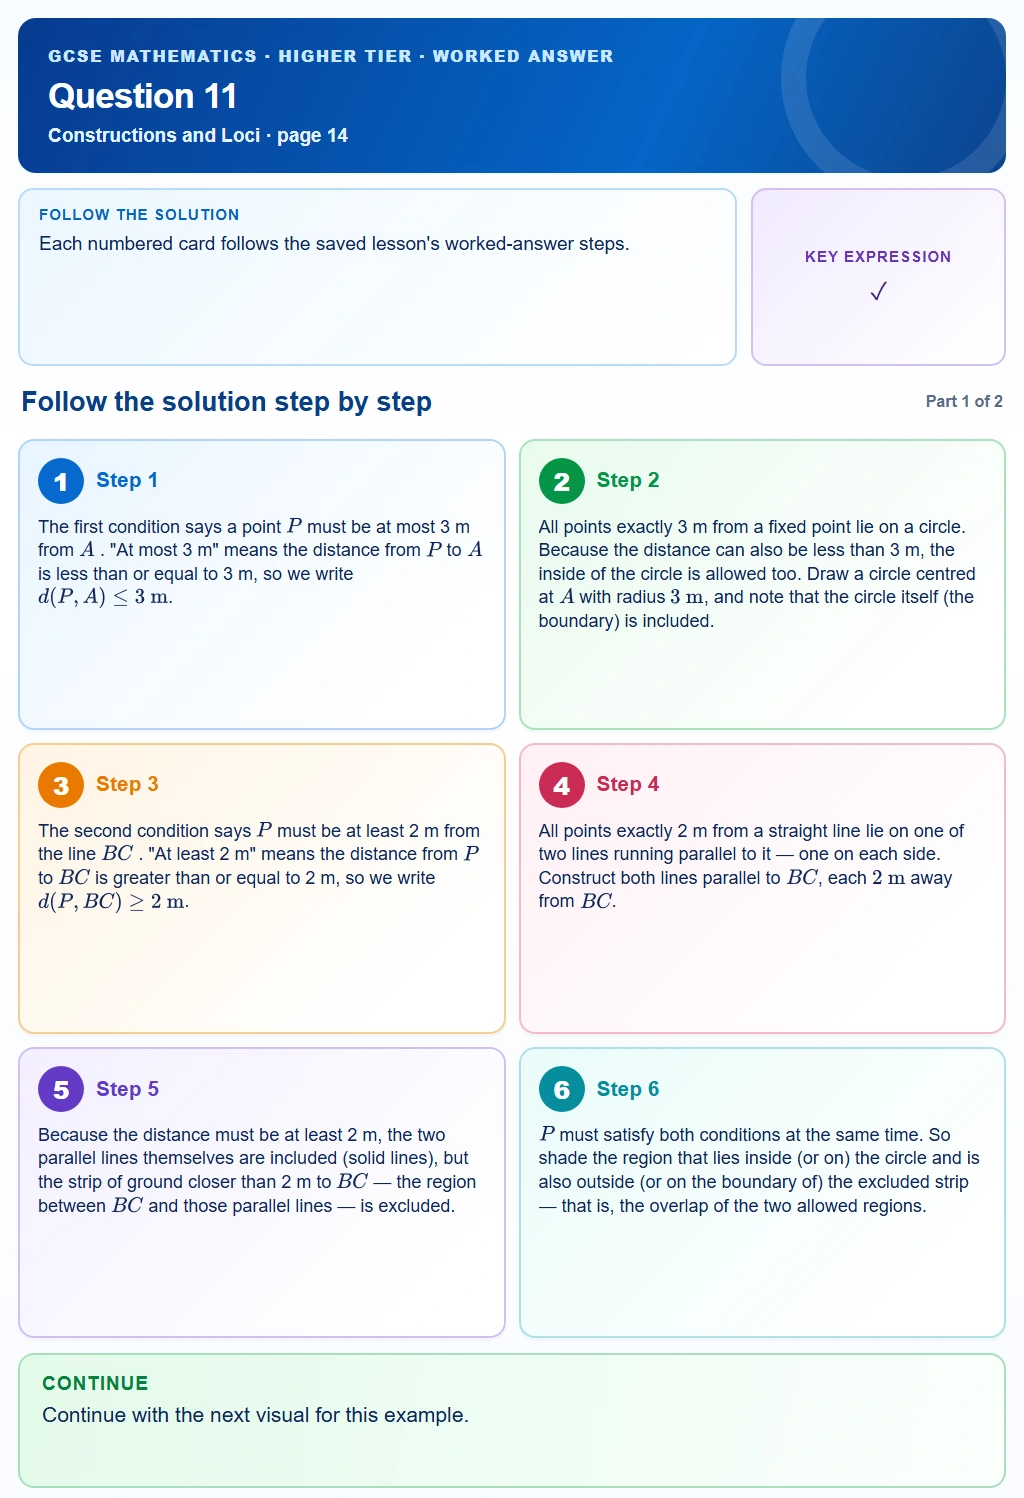 GCSE MATHEMATICS · HIGHER TIER · WORKED ANSWER
Question 11
Constructions and Loci · page 14
FOLLOW THE SOLUTION
Each numbered card follows the saved lesson's worked-answer steps.
KEY EXPRESSION
✓
Follow the solution step by step
Part 1 of 2
1 Step 1
The first condition says a point P must be at most 3 m
from A . "At most 3 m" means the distance from P to A
is less than or equal to 3 m, so we write
d(P, A) ≤ 3 m.
2 Step 2
All points exactly 3 m from a fixed point lie on a circle.
Because the distance can also be less than 3 m, the
inside of the circle is allowed too. Draw a circle centred
at A with radius 3 m, and note that the circle itself (the
boundary) is included.
3 Step 3
The second condition says P must be at least 2 m from
the line BC . "At least 2 m" means the distance from P
to BC is greater than or equal to 2 m, so we write
d(P, BC) ≥ 2 m.
4 Step 4
All points exactly 2 m from a straight line lie on one of
two lines running parallel to it — one on each side.
Construct both lines parallel to BC, each 2 m away
from BC.
5 Step 5
Because the distance must be at least 2 m, the two
parallel lines themselves are included (solid lines), but
the strip of ground closer than 2 m to BC — the region
between BC and those parallel lines — is excluded.
6 Step 6
P must satisfy both conditions at the same time. So
shade the region that lies inside (or on) the circle and is
also outside (or on the boundary of) the excluded strip
— that is, the overlap of the two allowed regions.
CONTINUE
Continue with the next visual for this example.